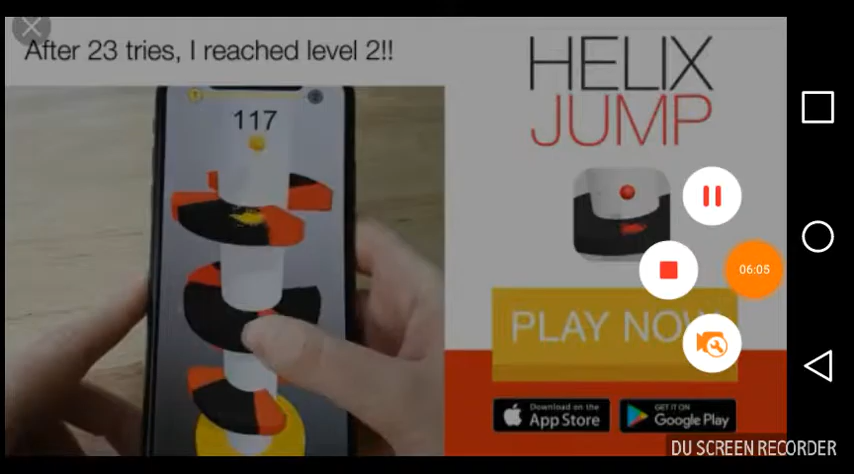 After 23 tries, I reached level 2!!
HELIX
JUMP
117
06:05
PLAY NOW
Download on the
App Store
GET IT ON
Google Play
DU SCREEN RECORDER